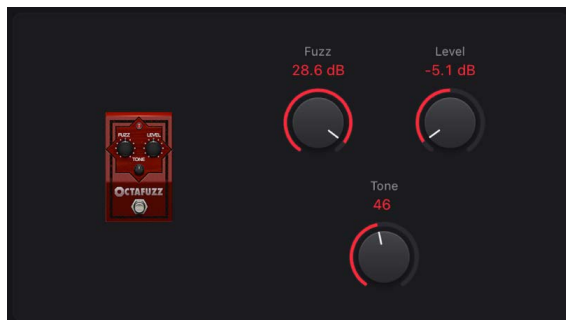 Fuzz
28.6 dB
Level
-5.1 dB
FUZZ
LEVEL
TONE
OCTAFUZZ
Tone
46